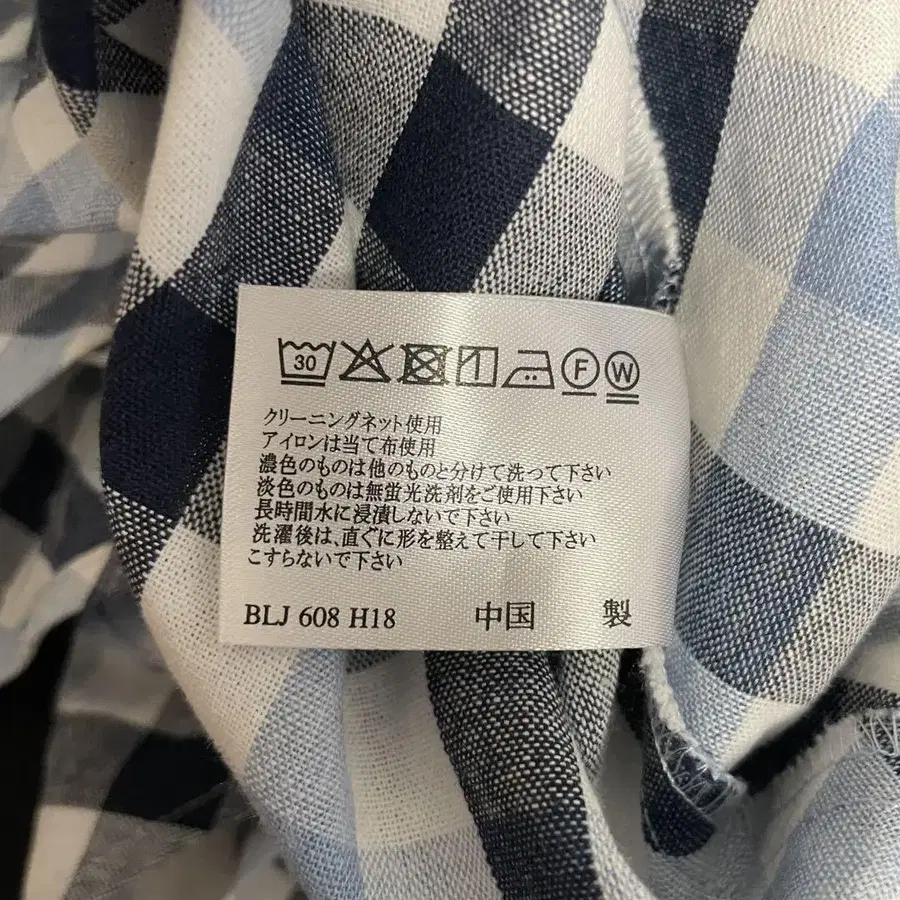 30 F W
クリーニングネット使用
アイロンは当て布使用
濃色のものは他のものと分けて洗って下さい
淡色のものは無蛍光洗剤をご使用下さい
長時間水に浸漬しないで下さい
洗濯後は、直ぐに形を整えて干して下さい
こすらないで下さい
BLJ 608 H18 中国 製